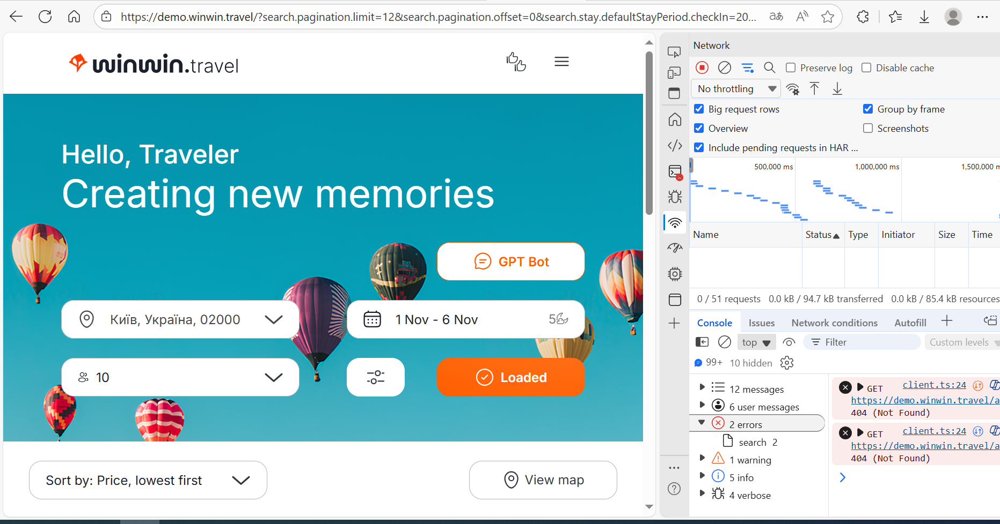 https://demo.winwin.travel/?search.pagination.limit=12&search.pagination.offset=0&search.stay.defaultStayPeriod.checkIn=20...
winwin.travel
Hello, Traveler
Creating new memories
GPT Bot
Київ, Україна, 02000
1 Nov - 6 Nov
5
10
Loaded
Sort by: Price, lowest first
View map
Network
Preserve log
Disable cache
No throttling
Big request rows
Group by frame
Overview
Screenshots
Include pending requests in HAR ...
500,000 ms
1,000,000 ms
1,500,000 m
Name
Status
Type
Initiator
Size
Time
0 / 51 requests
0.0 kB / 94.7 kB transferred
0.0 kB / 85.4 kB resources
Console
Issues
Network conditions
Autofill
top
Filter
Custom levels
99+
10 hidden
12 messages
6 user messages
2 errors
search 2
1 warning
5 info
4 verbose
GET
client.ts:24
https://demo.winwin.travel/a
404 (Not Found)
GET
client.ts:24
https://demo.winwin.travel/a
404 (Not Found)